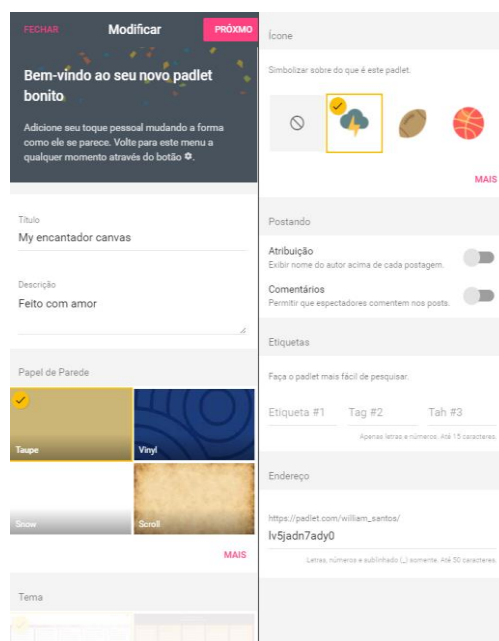 FECHAR Modificar PRÓXIMO
Bem-vindo ao seu novo padlet
bonito
Adicione seu toque pessoal mudando a forma
como ele se parece. Volte para este menu a
qualquer momento através do botão
Título
My encantador canvas
Descrição
Feito com amor
Papel de Parede
Taupe Vinyl
Snow Scroll
MAIS
Tema
Ícone
Simbolizar sobre do que é este padlet.
MAIS
Postando
Atribuição
Exibir nome do autor acima de cada postagem.
Comentários
Permitir que espectadores comentem nos posts.
Etiquetas
Faça o padlet mais fácil de pesquisar.
Etiqueta #1 Tag #2 Tah #3
Apenas letras e números. Até 15 caracteres.
Endereço
https://padlet.com/william_santos/
lv5jadn7ady0
Letras, números e sublinhado (_) somente. Até 50 caracteres.